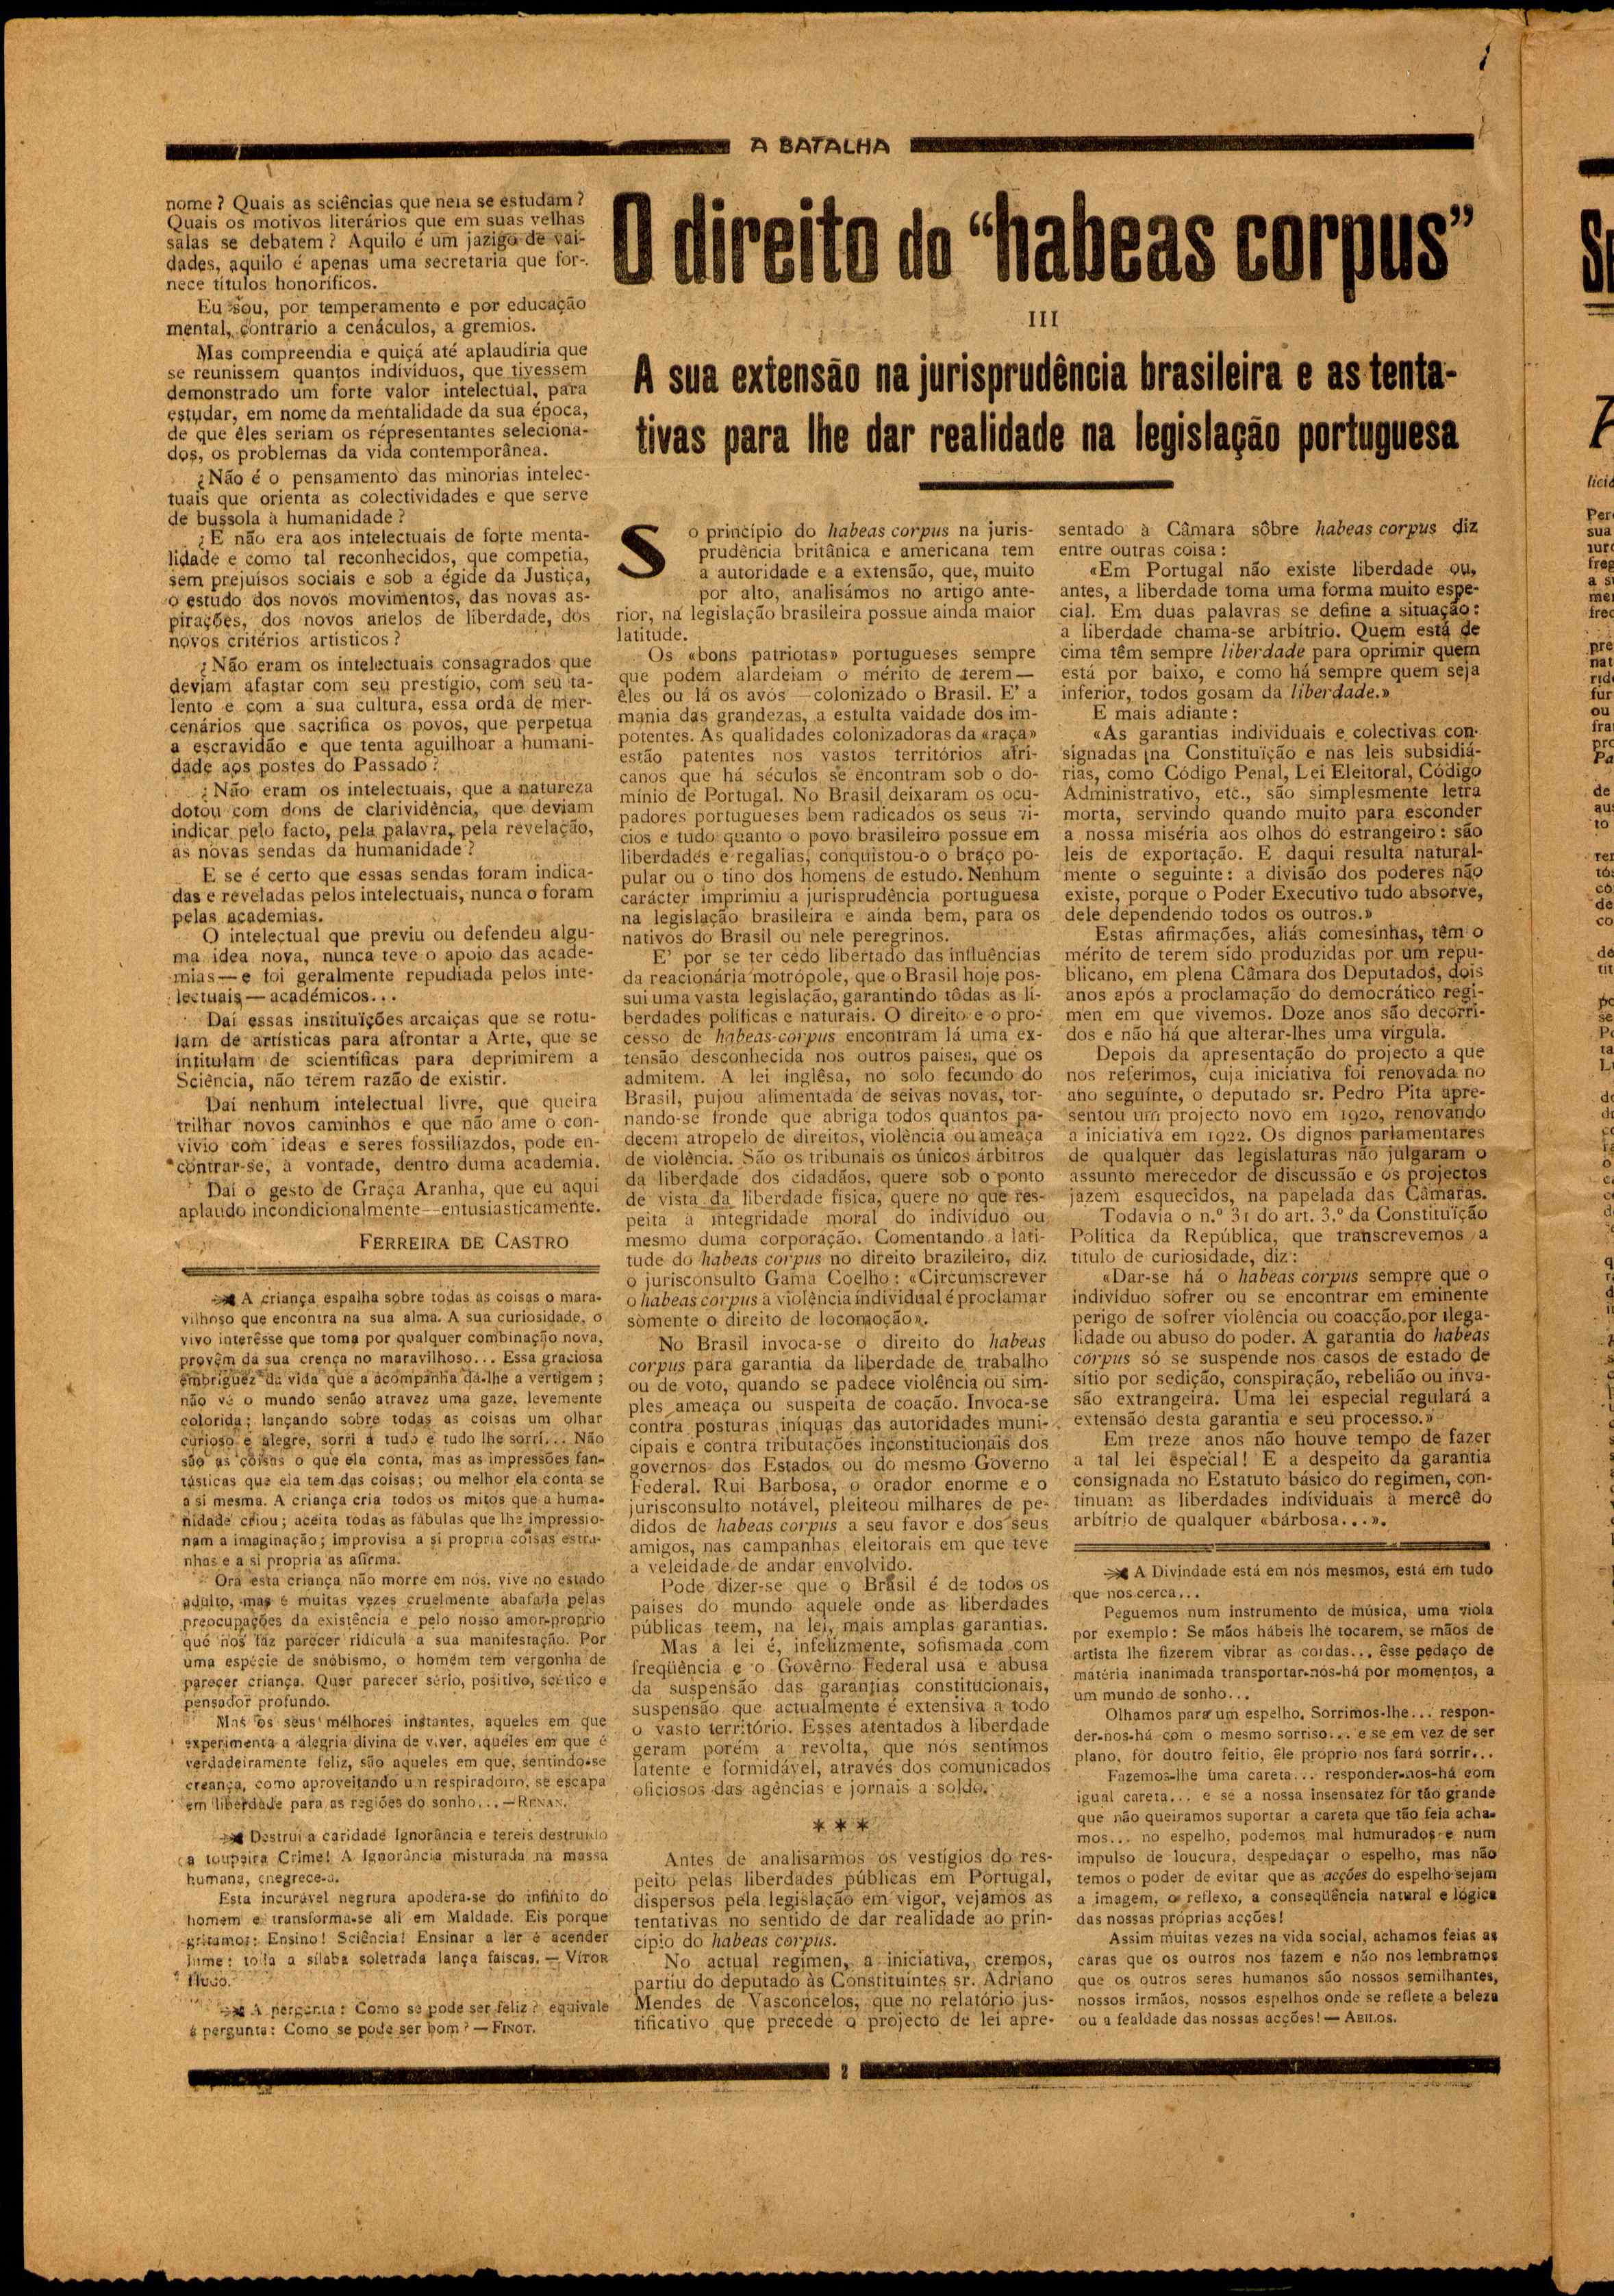 A BATALHA
nome? Quais as sciências que nela se estudam?
Quais os motivos literários que em suas velhas
salas se debatem? Aquilo é um jazigo de vai-
dades, aquilo é apenas uma secretaria que for-
nece títulos honoríficos.
Eu sou, por temperamento e por educação
mental, contrário a cenáculos, a gremios.
Mas compreendia e quiçá até aplaudiria que
se reunissem quantos indivíduos, que tivessem
demonstrado um forte valor intelectual, para
estudar, em nome da mentalidade da sua época,
de que êles seriam os répresentantes seleciona-
dos, os problemas da vida contemporânea.
¿Não é o pensamento das minorias intelec-
tuais que orienta as colectividades e que serve
de bussola à humanidade?
¿E não era aos intelectuais de forte menta-
lidade e como tal reconhecidos, que competia,
sem prejuísos sociais e sob a égide da Justiça,
o estudo dos novos movimentos, das novas as-
pirações, dos novos anelos de liberdade, dos
novos critérios artísticos?
¿Não eram os intelectuais consagrados que
deviam afastar com seu prestígio, com seu ta-
lento e com a sua cultura, essa orda de mer-
cenários que sacrifica os povos, que perpetua
a escravidão e que tenta aguilhoar a humani-
dade aos postes do Passado?
¿Não eram os intelectuais, que a natureza
dotou com dons de clarividência, que deviam
indicar pelo facto, pela palavra, pela revelação,
as novas sendas da humanidade?
E se é certo que essas sendas foram indica-
das e reveladas pelos intelectuais, nunca o foram
pelas academias.
O intelectual que previu ou defendeu algu-
ma idea nova, nunca teve o apoio das acade-
mias—e foi geralmente repudiada pelos inte-
lectuais—académicos...
Daí essas instituïções arcaiças que se rotu-
lam de artísticas para afrontar a Arte, que se
intitulam de scientíficas para deprimirem a
Sciência, não terem razão de existir.
Daí nenhum intelectual livre, que queira
trilhar novos caminhos e que não ame o con-
vívio com ideas e seres fossiliazdos, pode en-
contrar-se, à vontade, dentro duma academia.
Daí o gesto de Graça Aranha, que eu aqui
aplaudo incondicionalmente—entusiasticamente.
FERREIRA DE CASTRO
A criança espalha sobre todas as coisas o mara-
vilhoso que encontra na sua alma. A sua curiosidade, o
vivo interêsse que toma por qualquer combinação nova,
provêm da sua crença no maravilhoso... Essa graciosa
embriguez da vida que a acompanha dá-lhe a vertigem;
não vê o mundo senão atravez uma gaze, levemente
colorida; lançando sobre todas as coisas um olhar
curioso e alegre, sorri a tudo e tudo lhe sorri... Não
são as coisas o que ela conta, mas as impressões fan-
tásticas que ela tem das coisas; ou melhor ela conta se
a si mesma. A criança cria todos os mitos que a huma-
nidade criou; aceita todas as fábulas que lhe impressio-
nam a imaginação; improvisa a si propria coisas estra-
nhas e a si propria as afirma.
Ora esta criança não morre em nós, vive no estado
adulto, mas é muitas vezes cruelmente abafada pelas
preocupações da existência e pelo nosso amor-proprio
que nos faz parecer ridícula a sua manifestação. Por
uma espécie de snobismo, o homem tem vergonha de
parecer criança. Quer parecer sério, positivo, scético e
pensador profundo.
Mas os seus melhores instantes, aqueles em que
experimenta a alegria divina de viver, aqueles em que é
verdadeiramente feliz, são aqueles em que, sentindo-se
creança, como aproveitando um respiradoiro, se escapa
em liberdade para as regiões do sonho...—RENAN.
Destrui a caridade Ignorância e tereis destruido
a toupeira Crime! A Ignorância misturada na massa
humana, enegrece-a.
Esta incurável negrura apodera-se do infinito do
homem e transforma-se ali em Maldade. Eis porque
gritamos: Ensino! Sciência! Ensinar a ler é acender
lume: toda a sílaba soletrada lança faíscas.—VÍTOR
HUGO.
A pergunta: Como se pode ser feliz? equivale
á pergunta: Como se pode ser bom?—FINOT.
O direito do “habeas corpus”
III
A sua extensão na jurisprudência brasileira e as tenta-
tivas para lhe dar realidade na legislação portuguesa
S o princípio do habeas corpus na juris-
prudência britânica e americana tem
a autoridade e a extensão, que, muito
por alto, analisámos no artigo ante-
rior, na legislação brasileira possue ainda maior
latitude.
Os «bons patriotas» portugueses sempre
que podem alardeiam o mérito de terem—
êles ou lá os avós—colonizado o Brasil. E' a
mania das grandezas, a estulta vaidade dos im-
potentes. As qualidades colonizadoras da «raça»
estão patentes nos vastos territórios afri-
canos que há séculos se encontram sob o do-
mínio de Portugal. No Brasil deixaram os ocu-
padores portugueses bem radicados os seus ví-
cios e tudo quanto o povo brasileiro possue em
liberdades e regalias, conquistou-o o braço po-
pular ou o tino dos homens de estudo. Nenhum
carácter imprimiu a jurisprudência portuguesa
na legislação brasileira e ainda bem, para os
nativos do Brasil ou nele peregrinos.
E' por se ter cedo libertado das influências
da reacionária motrópole, que o Brasil hoje pos-
sui uma vasta legislação, garantindo tôdas as li-
berdades políticas e naturais. O direito e o pro-
cesso de habeas-corpus encontram lá uma ex-
tensão desconhecida nos outros países, que os
admitem. A lei inglêsa, no solo fecundo do
Brasil, pujou alimentada de seivas novas, tor-
nando-se fronde que abriga todos quantos pa-
decem atropelo de direitos, violência ou ameaça
de violência. São os tribunais os únicos árbitros
da liberdade dos cidadãos, quere sob o ponto
de vista da liberdade física, quere no que res-
peita à integridade moral do indivíduo ou
mesmo duma corporação. Comentando a lati-
tude do habeas corpus no direito brazileiro, diz
o jurisconsulto Gama Coelho: «Circumscrever
o habeas corpus à violência individual é proclamar
sòmente o direito de locomoção».
No Brasil invoca-se o direito do habeas
corpus para garantia da liberdade de trabalho
ou de voto, quando se padece violência ou sim-
ples ameaça ou suspeita de coação. Invoca-se
contra posturas iníquas das autoridades muni-
cipais e contra tributações inconstitucionais dos
governos dos Estados ou do mesmo Governo
Federal. Rui Barbosa, o orador enorme e o
jurisconsulto notável, pleiteou milhares de pe-
didos de habeas corpus a seu favor e dos seus
amigos, nas campanhas eleitorais em que teve
a veleidade de andar envolvido.
Pode dizer-se que o Brasil é de todos os
países do mundo aquele onde as liberdades
públicas teem, na lei, mais amplas garantias.
Mas a lei é, infelizmente, sofismada com
freqüência e o Govêrno Federal usa e abusa
da suspensão das garantias constitucionais,
suspensão que actualmente é extensiva a todo
o vasto território. Esses atentados à liberdade
geram porém a revolta, que nós sentimos
latente e formidável, através dos comunicados
oficiosos das agências e jornais a soldo.
* * *
Antes de analisarmos os vestígios do res-
peito pelas liberdades públicas em Portugal,
dispersos pela legislação em vigor, vejamos as
tentativas no sentido de dar realidade ao prin-
cípio do habeas corpus.
No actual regimen, a iniciativa, cremos,
partiu do deputado às Constituintes sr. Adriano
Mendes de Vasconcelos, que no relatório jus-
tificativo que precede o projecto de lei apre-
sentado à Câmara sôbre habeas corpus diz
entre outras coisa:
«Em Portugal não existe liberdade ou,
antes, a liberdade toma uma forma muito espe-
cial. Em duas palavras se define a situação:
a liberdade chama-se arbítrio. Quem está de
cima têm sempre liberdade para oprimir quem
está por baixo, e como há sempre quem seja
inferior, todos gosam da liberdade.»
E mais adiante:
«As garantias individuais e colectivas con-
signadas na Constituïção e nas leis subsidiá-
rias, como Código Penal, Lei Eleitoral, Código
Administrativo, etc., são simplesmente letra
morta, servindo quando muito para esconder
a nossa miséria aos olhos do estrangeiro: são
leis de exportação. E daqui resulta natural-
mente o seguinte: a divisão dos poderes não
existe, porque o Poder Executivo tudo absorve,
dele dependendo todos os outros.»
Estas afirmações, aliás comesinhas, têm o
mérito de terem sido produzidas por um repu-
blicano, em plena Câmara dos Deputados, dois
anos após a proclamação do democrático regi-
men em que vivemos. Doze anos são decorri-
dos e não há que alterar-lhes uma vírgula.
Depois da apresentação do projecto a que
nos referimos, cuja iniciativa foi renovada no
ano seguinte, o deputado sr. Pedro Pita apre-
sentou um projecto novo em 1920, renovando
a iniciativa em 1922. Os dignos parlamentares
de qualquer das legislaturas não julgaram o
assunto merecedor de discussão e os projectos
jazem esquecidos, na papelada das Câmaras.
Todavia o n.º 31 do art. 3.º da Constituïção
Política da República, que transcrevemos a
título de curiosidade, diz:
«Dar-se há o habeas corpus sempre que o
indivíduo sofrer ou se encontrar em eminente
perigo de sofrer violência ou coacção, por ilega-
lidade ou abuso do poder. A garantia do habeas
córpus só se suspende nos casos de estado de
sítio por sedição, conspiração, rebelião ou inva-
são extrangeira. Uma lei especial regulará a
extensão desta garantia e seu processo.»
Em treze anos não houve tempo de fazer
a tal lei especial! E a despeito da garantia
consignada no Estatuto básico do regimen, con-
tinuam as liberdades individuais à mercê do
arbítrio de qualquer «bárbosa...».
A Divindade está em nós mesmos, está em tudo
que nos cerca...
Peguemos num instrumento de música, uma viola
por exemplo: Se mãos hábeis lhe tocarem, se mãos de
artista lhe fizerem vibrar as cordas... êsse pedaço de
matéria inanimada transportar-nos-há por momentos, a
um mundo de sonho...
Olhamos para um espelho. Sorrimos-lhe... respon-
der-nos-há com o mesmo sorriso... e se em vez de ser
plano, fôr doutro feitio, êle próprio nos fará sorrir...
Fazemos-lhe uma careta... responder-nos-há com
igual careta... e se a nossa insensatez fôr tão grande
que não queiramos suportar a careta que tão feia acha-
mos... no espelho, podemos mal humurados e num
impulso de loucura, despedaçar o espelho, mas não
temos o poder de evitar que as acções do espelho sejam
a imagem, o reflexo, a conseqüência natural e lógica
das nossas próprias acções!
Assim muitas vezes na vida social, achamos feias as
caras que os outros nos fazem e não nos lembramos
que os outros seres humanos são nossos semilhantes,
nossos irmãos, nossos espelhos onde se reflete a beleza
ou a fealdade das nossas acções!—ABILOS.
2